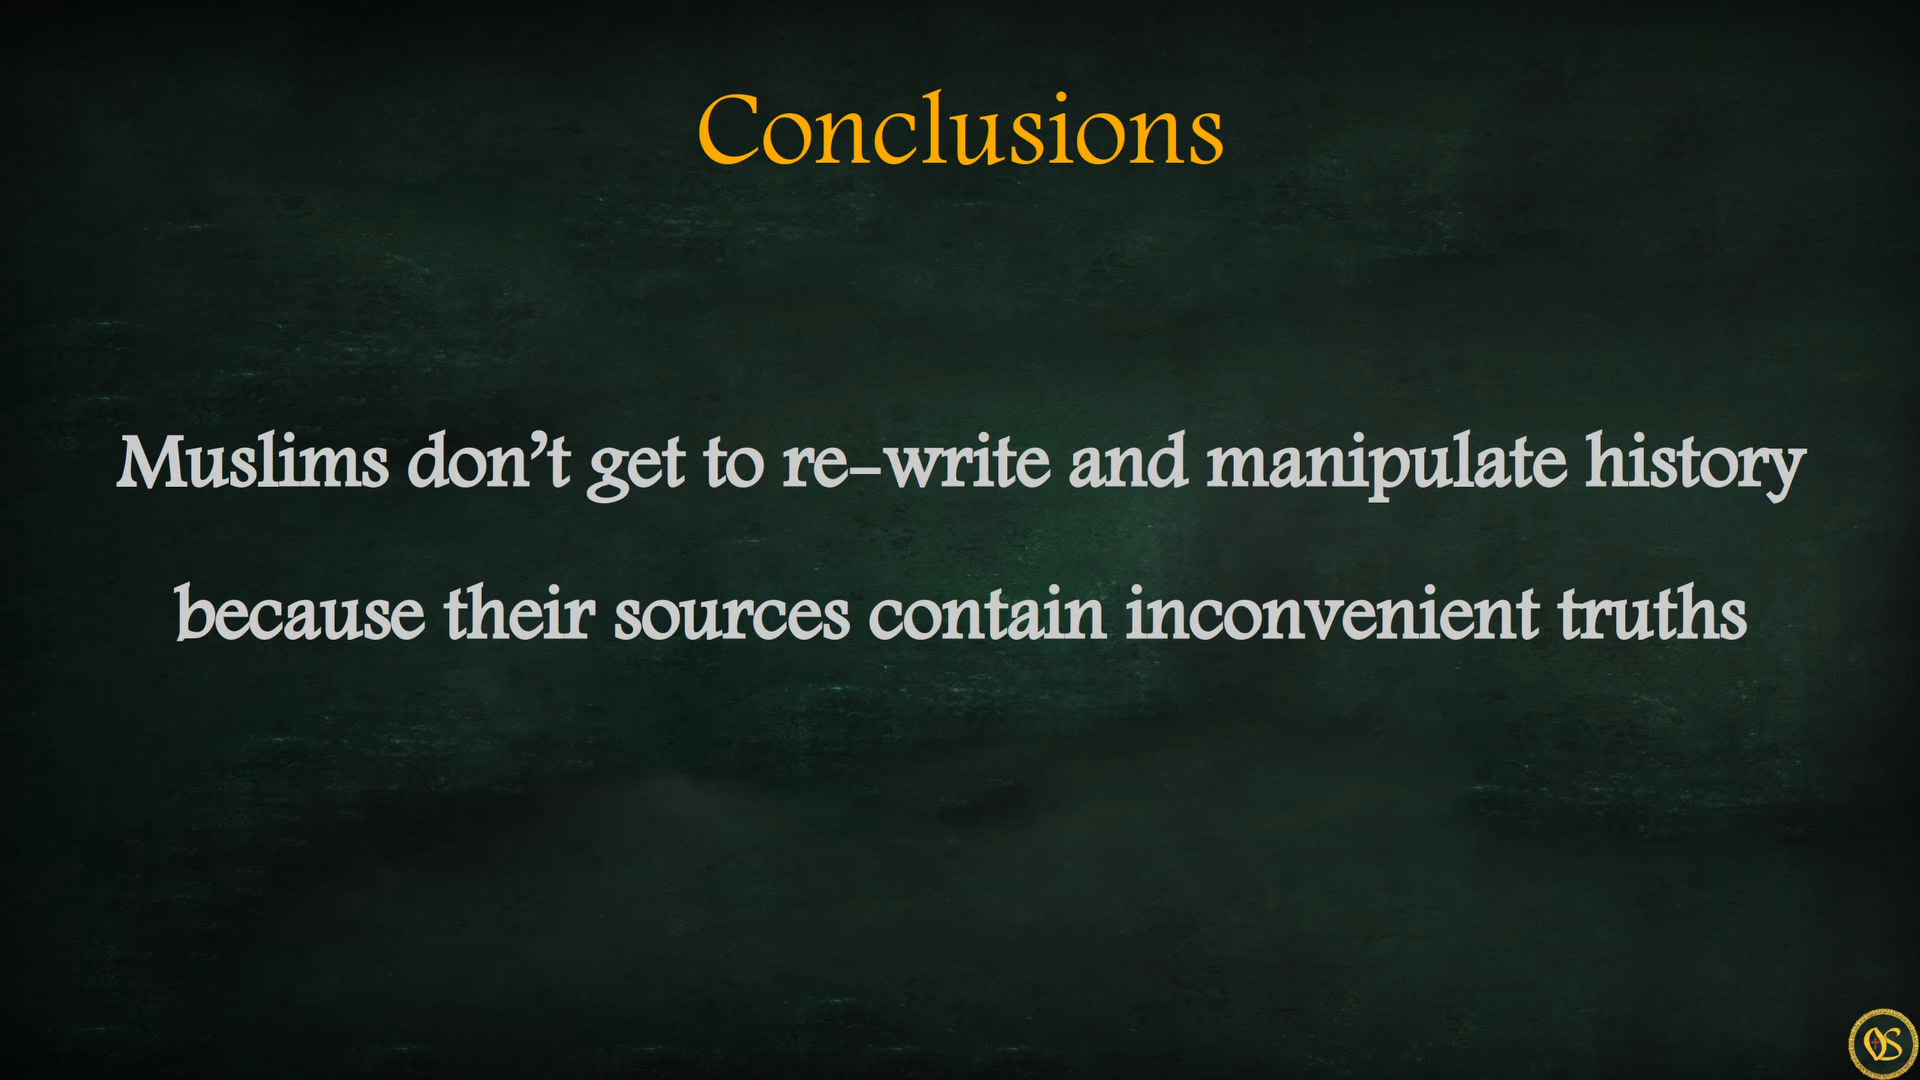 Conclusions
Muslims don’t get to re-write and manipulate history
because their sources contain inconvenient truths